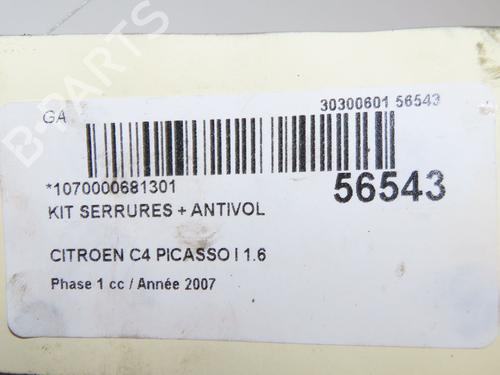 GA
30300601 56543
*1070000681301
56543
KIT SERRURES + ANTIVOL
CITROEN C4 PICASSO I 1.6
Phase 1 cc / Année 2007
B-PARTS